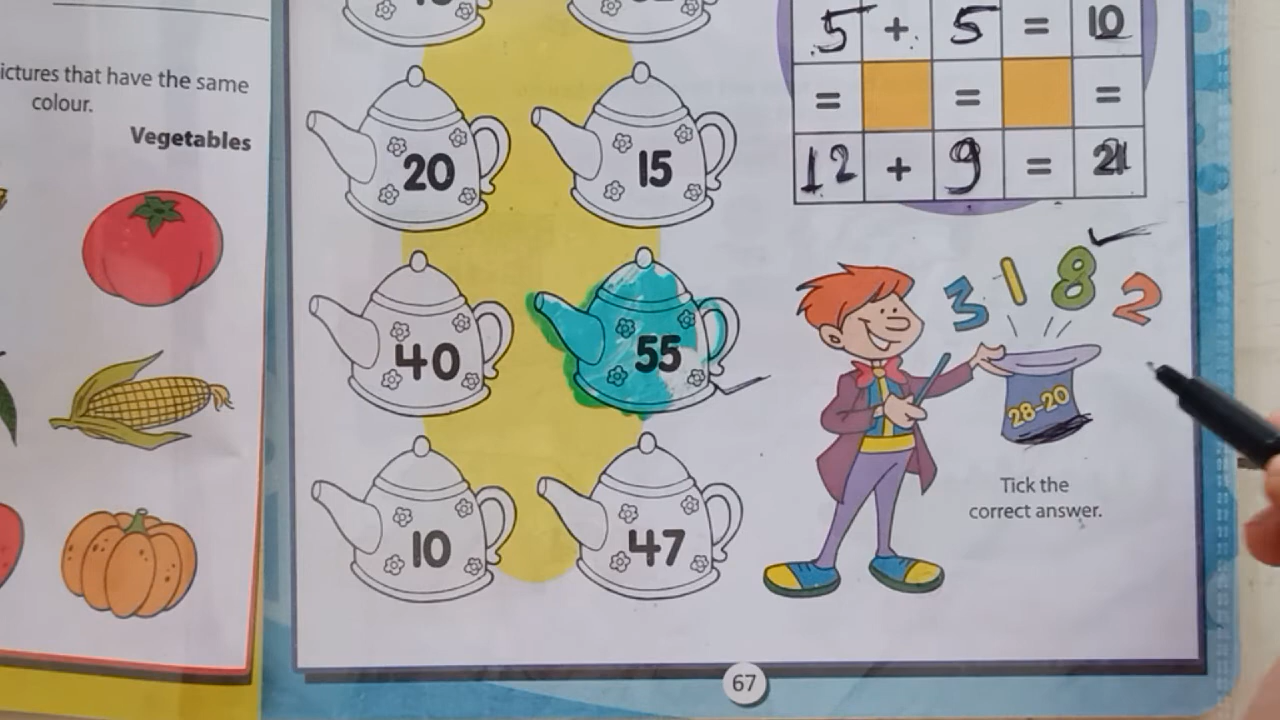 ictures that have the same
colour.
Vegetables
20
15
40
55
10
47
5 + 5 = 10
= = =
12 + 9 = 21
3 1 8 2
28-20
Tick the
correct answer.
67